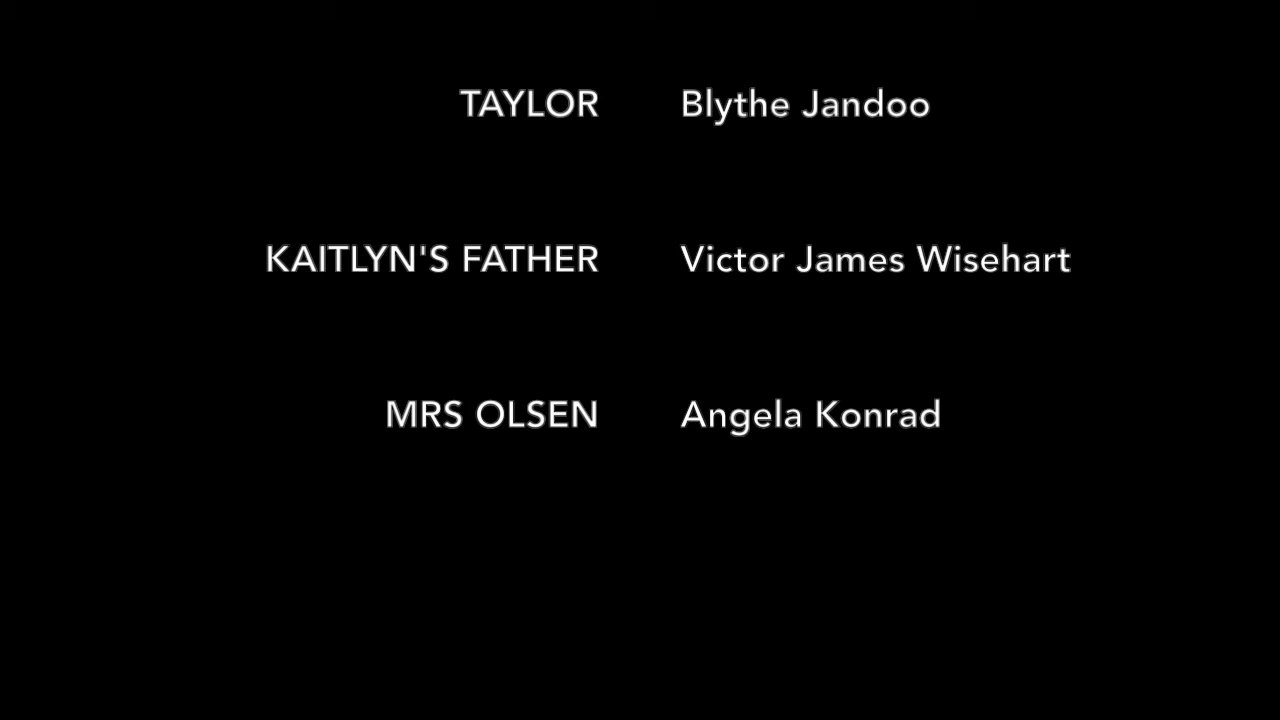 TAYLOR Blythe Jandoo
KAITLYN'S FATHER Victor James Wisehart
MRS OLSEN Angela Konrad